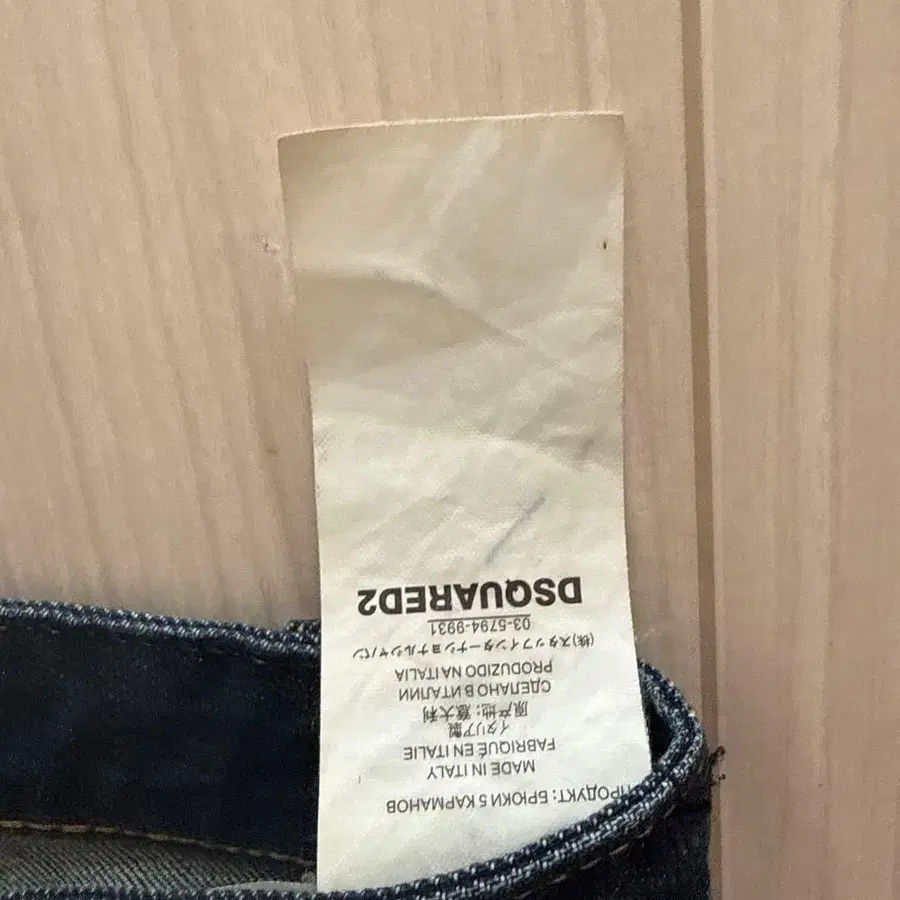 ПРОДУКТ: БРЮКИ 5 КАРМАНОВ
MADE IN ITALY
FABRIQUÉ EN ITALIE
イタリア製
原产地: 意大利
СДЕЛАНО В ИТАЛИИ
PRODUZIDO NA ITALIA
(株)スタッフインターナショナルジャパン
03-5794-9931
DSQUARED2